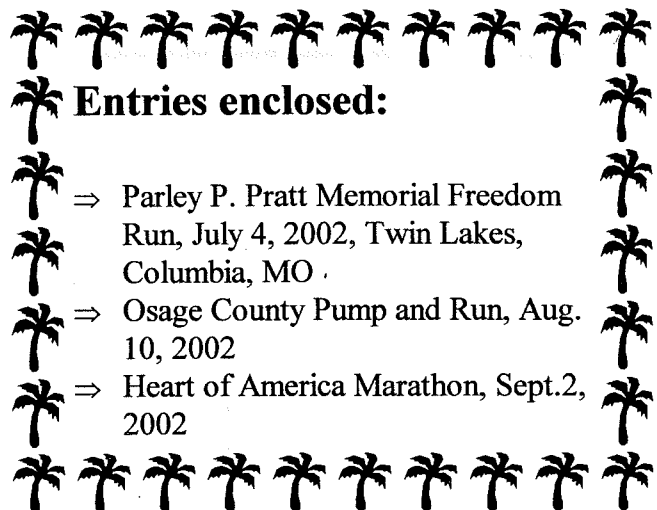 Entries enclosed:
⇒ Parley P. Pratt Memorial Freedom
Run, July 4, 2002, Twin Lakes,
Columbia, MO
⇒ Osage County Pump and Run, Aug.
10, 2002
⇒ Heart of America Marathon, Sept.2,
2002